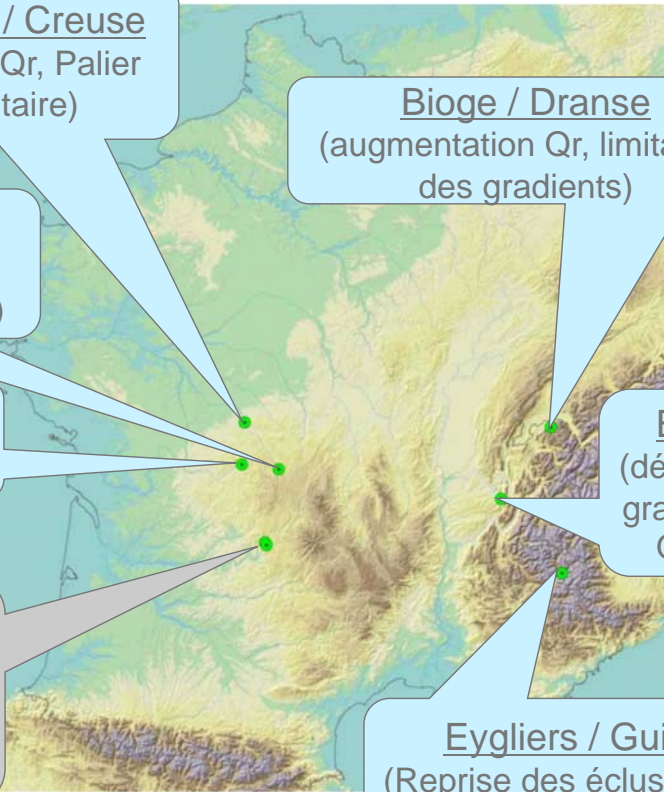 / Creuse
Qr, Palier
taire)
Bioge / Dranse
(augmentation Qr, limita
des gradients)
)
(dé
gra
Eygliers / Gui
(Reprise des éclus